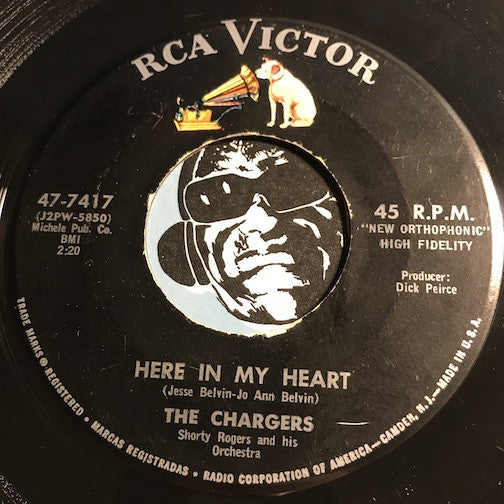 RCA VICTOR
47-7417
(J2PW-5850)
Michele Pub. Co.
BMI
2:20
45 R.P.M.
"NEW ORTHOPHONIC"
HIGH FIDELITY
Producer:
Dick Peirce
HERE IN MY HEART
(Jesse Belvin-Jo Ann Belvin)
THE CHARGERS
Shorty Rogers and his
Orchestra
TRADE MARKS ® REGISTERED • MARCAS REGISTRADAS • RADIO CORPORATION OF AMERICA—CAMDEN, N.J.—MADE IN U.S.A.